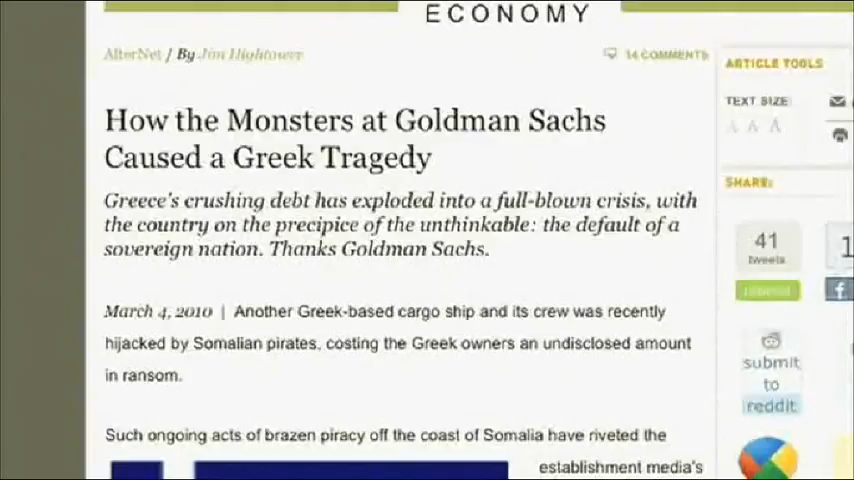 ECONOMY
AlterNet / By Jim Hightower
14 COMMENTS
How the Monsters at Goldman Sachs
Caused a Greek Tragedy
Greece's crushing debt has exploded into a full-blown crisis, with
the country on the precipice of the unthinkable: the default of a
sovereign nation. Thanks Goldman Sachs.
March 4, 2010 | Another Greek-based cargo ship and its crew was recently
hijacked by Somalian pirates, costing the Greek owners an undisclosed amount
in ransom.
Such ongoing acts of brazen piracy off the coast of Somalia have riveted the
establishment media's
ARTICLE TOOLS
TEXT SIZE:
A A A
SHARE:
41
tweets
1
f
submit
to
reddit